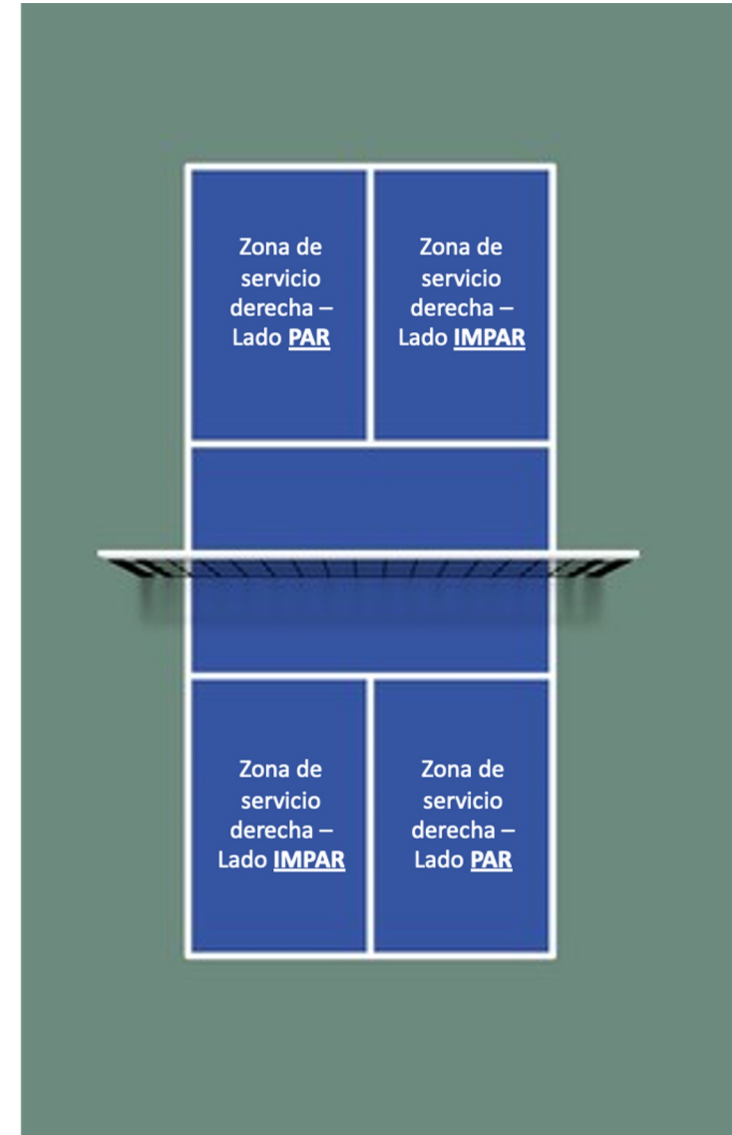 Zona de
servicio
derecha –
Lado PAR
Zona de
servicio
derecha –
Lado IMPAR
Zona de
servicio
derecha –
Lado IMPAR
Zona de
servicio
derecha –
Lado PAR